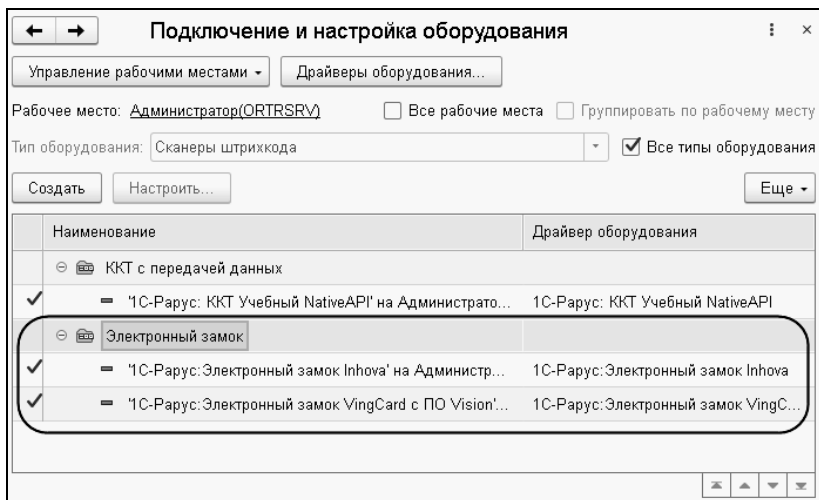 Подключение и настройка оборудования
Управление рабочими местами Драйверы оборудования...
Рабочее место: Администратор(ORTRSRV) Все рабочие места Группировать по рабочему месту
Тип оборудования: Сканеры штрихкода Все типы оборудования
Создать Настроить... Еще
Наименование Драйвер оборудования
ККТ с передачей данных
'1С-Рарус: ККТ Учебный NativeAPI' на Администрато... 1С-Рарус: ККТ Учебный NativeAPI
Электронный замок
'1С-Рарус:Электронный замок Inhova' на Администр... 1С-Рарус:Электронный замок Inhova
'1С-Рарус:Электронный замок VingCard с ПО Vision'... 1С-Рарус:Электронный замок VingC...